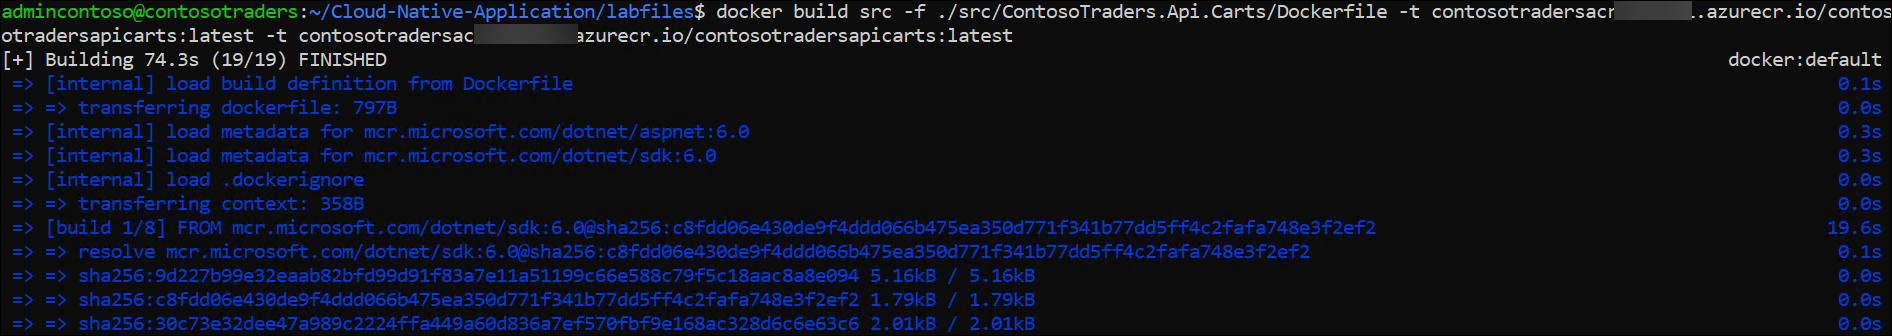 admincontoso@contosotraders:~/Cloud-Native-Application/labfiles$ docker build src -f ./src/ContosoTraders.Api.Carts/Dockerfile -t contosotradersacr .azurecr.io/contos
otradersapicarts:latest -t contosotradersac azurecr.io/contosotradersapicarts:latest
[+] Building 74.3s (19/19) FINISHED docker:default
=> [internal] load build definition from Dockerfile 0.1s
=> => transferring dockerfile: 797B 0.0s
=> [internal] load metadata for mcr.microsoft.com/dotnet/aspnet:6.0 0.3s
=> [internal] load metadata for mcr.microsoft.com/dotnet/sdk:6.0 0.3s
=> [internal] load .dockerignore 0.0s
=> => transferring context: 358B 0.0s
=> [build 1/8] FROM mcr.microsoft.com/dotnet/sdk:6.0@sha256:c8fdd06e430de9f4ddd066b475ea350d771f341b77dd5ff4c2fafa748e3f2ef2 19.6s
=> => resolve mcr.microsoft.com/dotnet/sdk:6.0@sha256:c8fdd06e430de9f4ddd066b475ea350d771f341b77dd5ff4c2fafa748e3f2ef2 0.1s
=> => sha256:9d227b99e32eaab82bfd99d91f83a7e11a51199c66e588c79f5c18aac8a8e094 5.16kB / 5.16kB 0.0s
=> => sha256:c8fdd06e430de9f4ddd066b475ea350d771f341b77dd5ff4c2fafa748e3f2ef2 1.79kB / 1.79kB 0.0s
=> => sha256:30c73e32dee47a989c2224ffa449a60d836a7ef570fbf9e168ac328d6c6e63c6 2.01kB / 2.01kB 0.0s